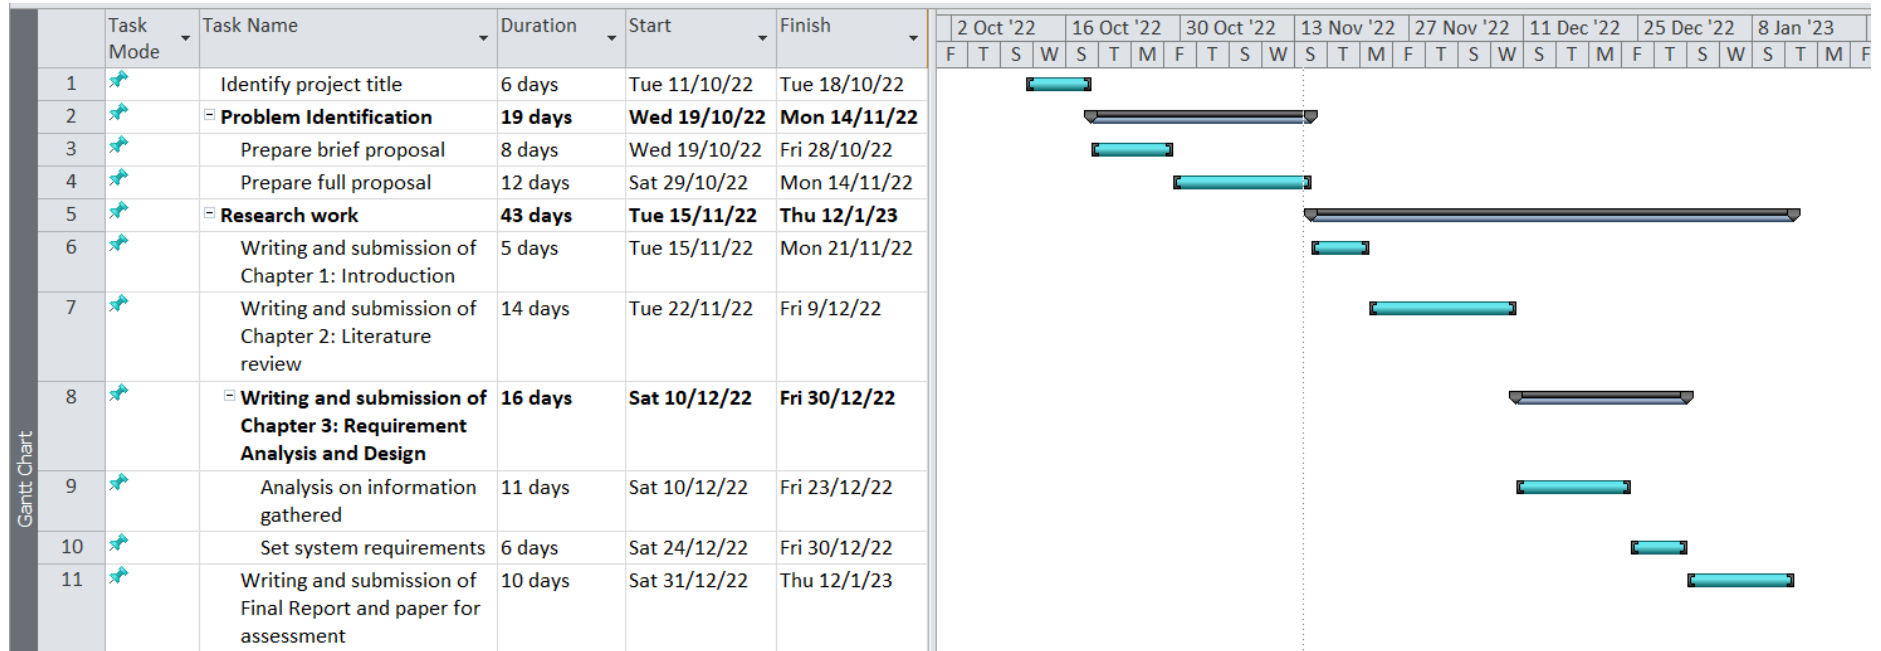 Task Mode Task Name Duration Start Finish
2 Oct '22 16 Oct '22 30 Oct '22 13 Nov '22 27 Nov '22 11 Dec '22 25 Dec '22 8 Jan '23
F T S W S T M F T S W S T M F T S W S T M F T S W S T M F
1 Identify project title 6 days Tue 11/10/22 Tue 18/10/22
2 Problem Identification 19 days Wed 19/10/22 Mon 14/11/22
3 Prepare brief proposal 8 days Wed 19/10/22 Fri 28/10/22
4 Prepare full proposal 12 days Sat 29/10/22 Mon 14/11/22
5 Research work 43 days Tue 15/11/22 Thu 12/1/23
6 Writing and submission of 5 days Tue 15/11/22 Mon 21/11/22
Chapter 1: Introduction
7 Writing and submission of 14 days Tue 22/11/22 Fri 9/12/22
Chapter 2: Literature
review
8 Writing and submission of 16 days Sat 10/12/22 Fri 30/12/22
Chapter 3: Requirement
Analysis and Design
9 Analysis on information 11 days Sat 10/12/22 Fri 23/12/22
gathered
10 Set system requirements 6 days Sat 24/12/22 Fri 30/12/22
11 Writing and submission of 10 days Sat 31/12/22 Thu 12/1/23
Final Report and paper for
assessment
Gantt Chart